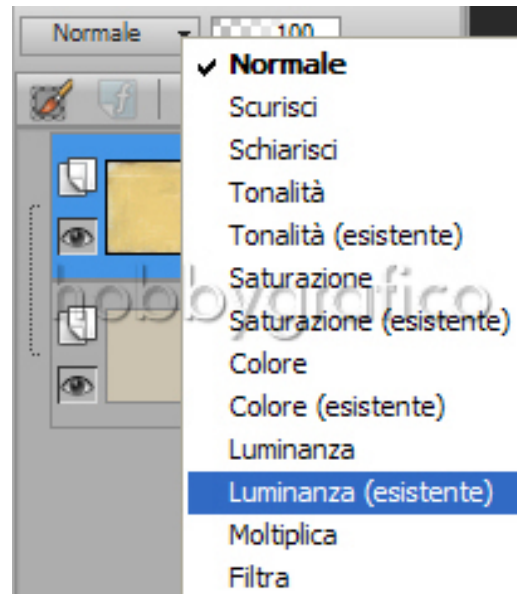 Normale 100
Normale
Scurisci
Schiarisci
Tonalità
Tonalità (esistente)
Saturazione
hobbygrafico
Saturazione (esistente)
Colore
Colore (esistente)
Luminanza
Luminanza (esistente)
Moltiplica
Filtra